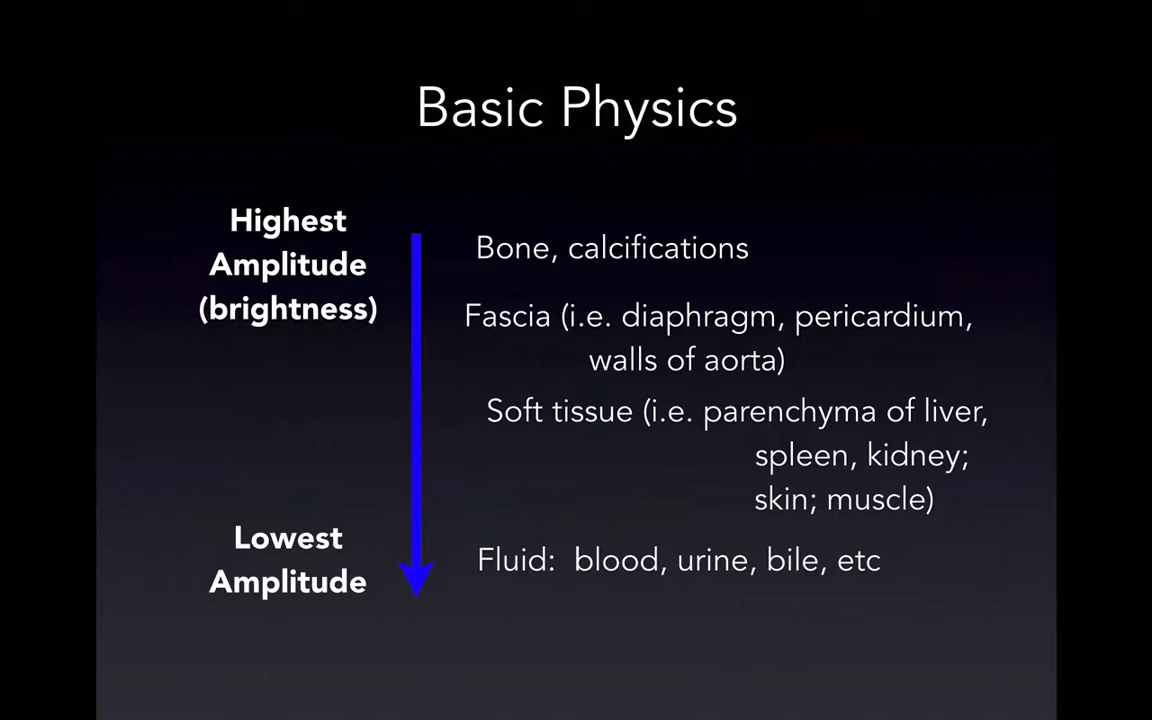 Basic Physics
Highest
Amplitude
(brightness)
Bone, calcifications
Fascia (i.e. diaphragm, pericardium,
walls of aorta)
Soft tissue (i.e. parenchyma of liver,
spleen, kidney;
skin; muscle)
Lowest
Amplitude
Fluid: blood, urine, bile, etc